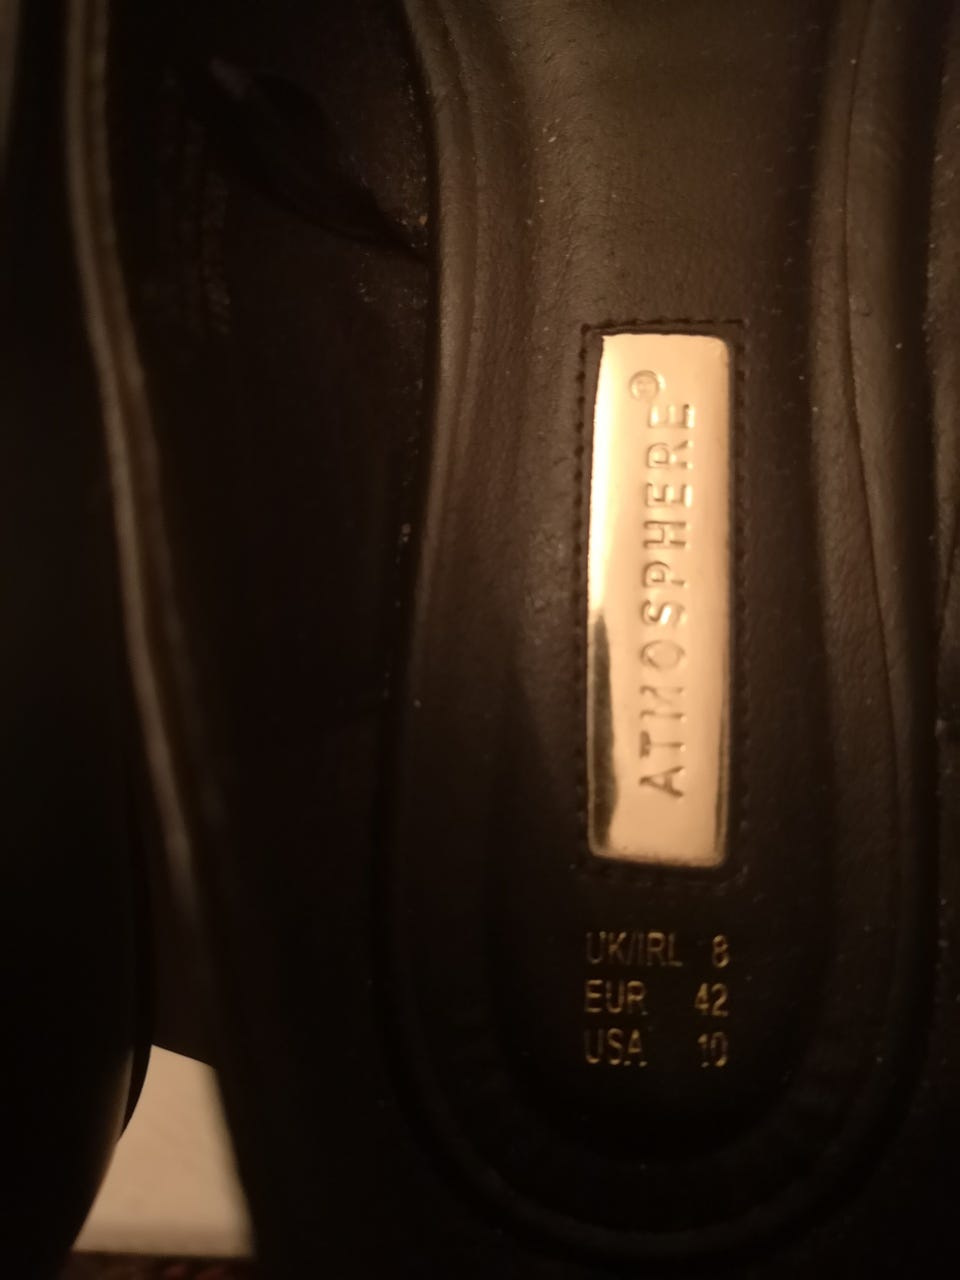 ATMOSPHERE®
UK/IRL 8
EUR 42
USA 10